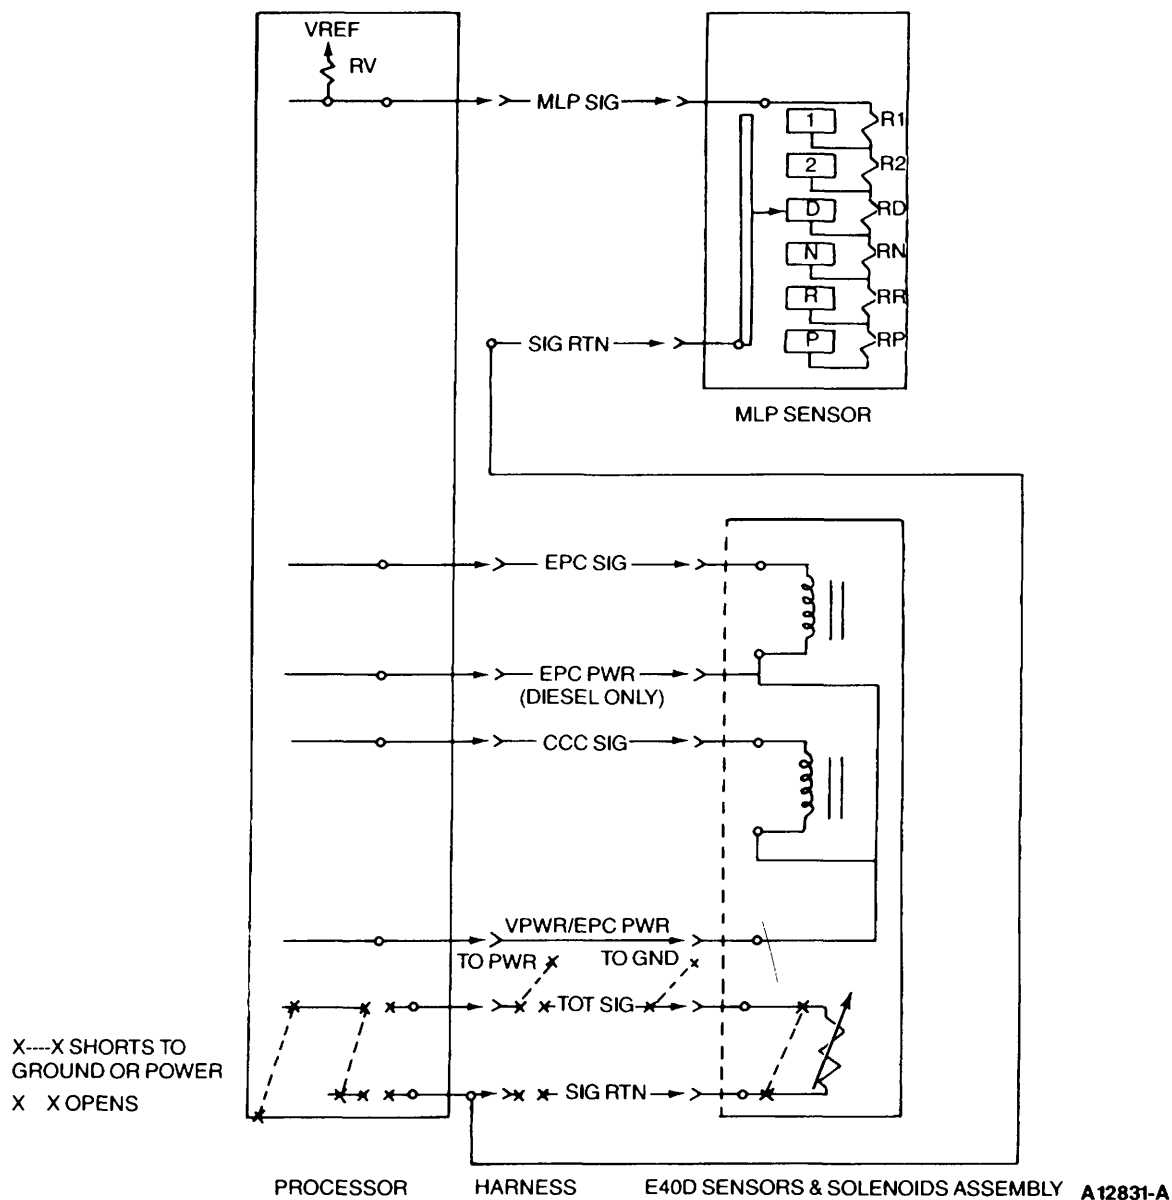 VREF
RV
MLP SIG
1
R1
2
R2
D
RD
N
RN
R
RR
P
RP
SIG RTN
MLP SENSOR
EPC SIG
EPC PWR
(DIESEL ONLY)
CCC SIG
VPWR/EPC PWR
TO PWR
TO GND
TOT SIG
X----X SHORTS TO
GROUND OR POWER
X X OPENS
SIG RTN
PROCESSOR
HARNESS
E40D SENSORS & SOLENOIDS ASSEMBLY
A12831-A